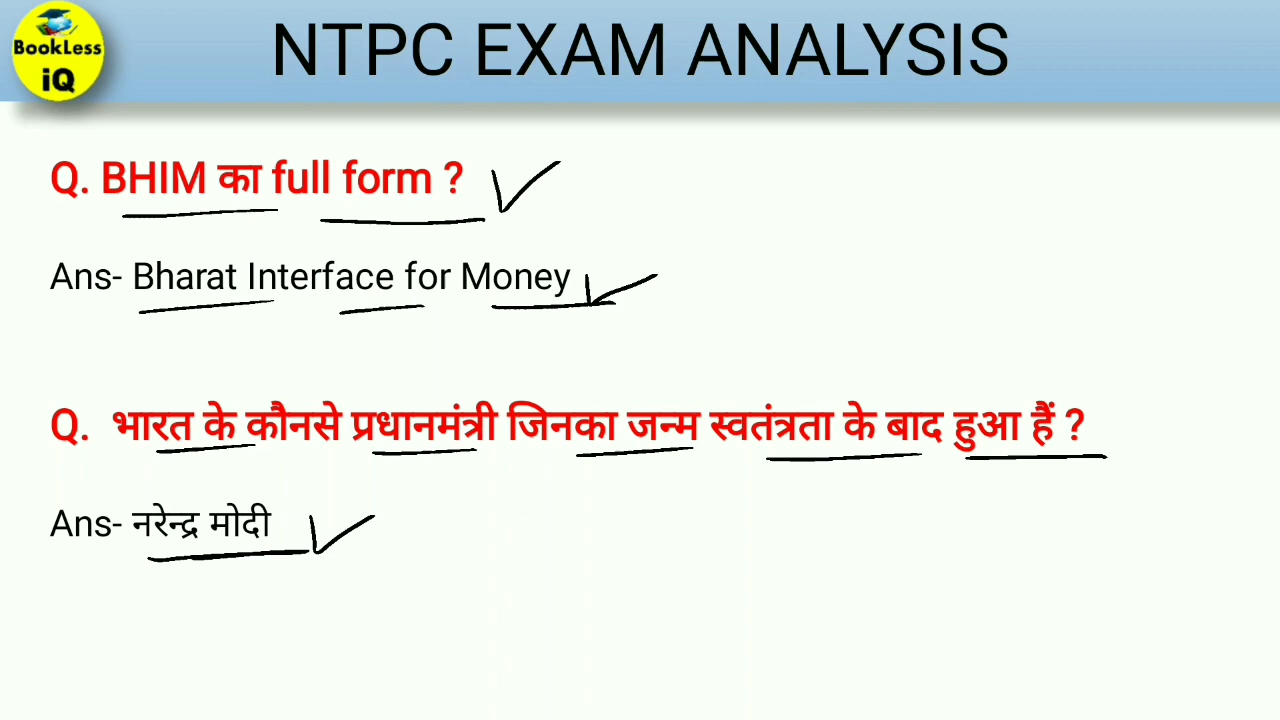 BookLess
iQ
NTPC EXAM ANALYSIS
Q. BHIM का full form ?
Ans- Bharat Interface for Money
Q. भारत के कौनसे प्रधानमंत्री जिनका जन्म स्वतंत्रता के बाद हुआ हैं ?
Ans- नरेन्द्र मोदी